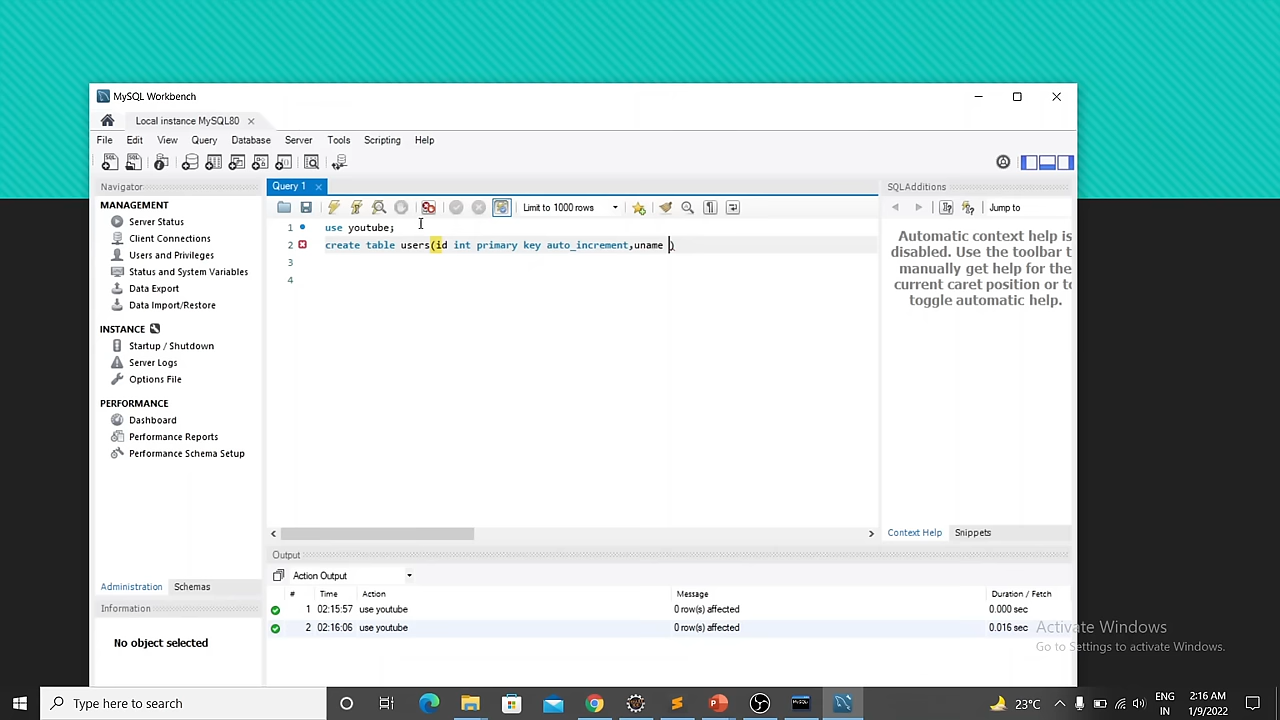 MySQL Workbench
Local instance MySQL80
File Edit View Query Database Server Tools Scripting Help
Navigator
MANAGEMENT
Server Status
Client Connections
Users and Privileges
Status and System Variables
Data Export
Data Import/Restore
INSTANCE
Startup / Shutdown
Server Logs
Options File
PERFORMANCE
Dashboard
Performance Reports
Performance Schema Setup
Administration Schemas
Information
No object selected
Query 1
Limit to 1000 rows
1 use youtube;
2 create table users(id int primary key auto_increment,uname )
3
4
SQLAdditions
Jump to
Automatic context help is
disabled. Use the toolbar t
manually get help for the
current caret position or to
toggle automatic help.
Context Help Snippets
Output
Action Output
# Time Action Message Duration / Fetch
1 02:15:57 use youtube 0 row(s) affected 0.000 sec
2 02:16:06 use youtube 0 row(s) affected 0.016 sec
Activate Windows
Go to Settings to activate Windows.
Type here to search
23°C
ENG
IN
2:16 AM
1/9/2022